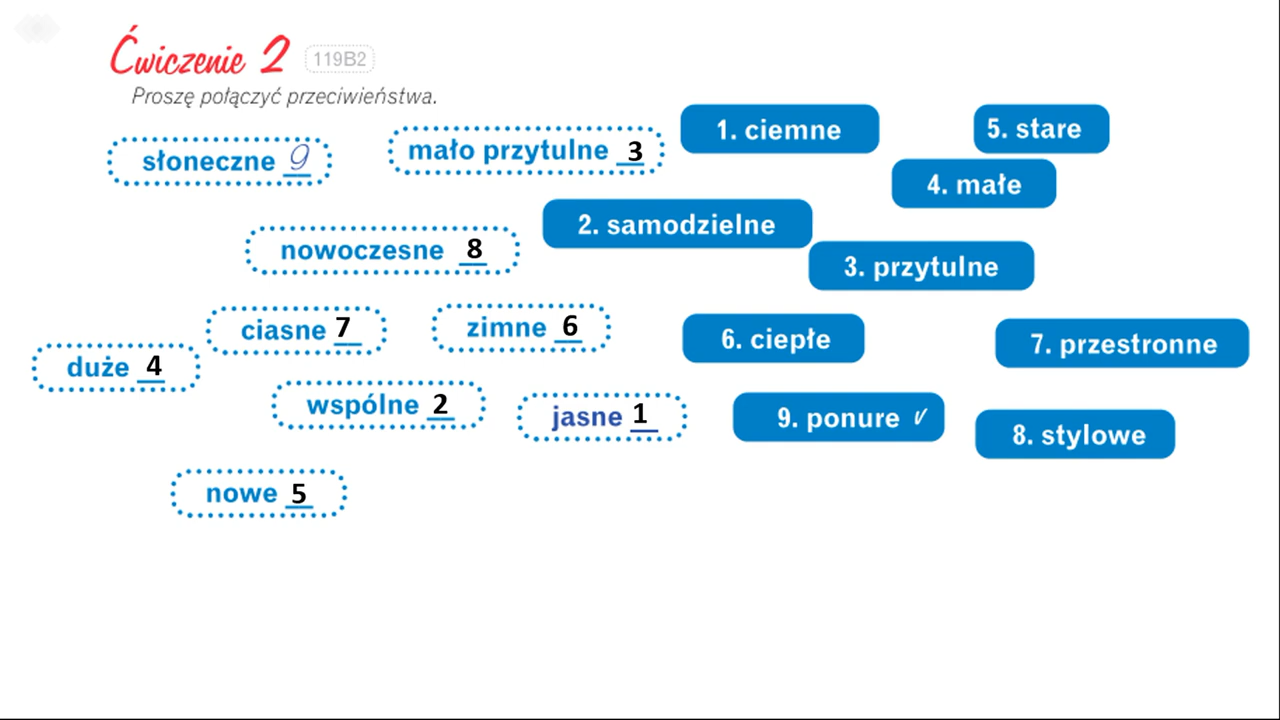 Ćwiczenie 2 119B2
Proszę połączyć przeciwieństwa.
słoneczne 9
mało przytulne 3
nowoczesne 8
ciasne 7
zimne 6
duże 4
wspólne 2
jasne 1
nowe 5
1. ciemne
5. stare
4. małe
2. samodzielne
3. przytulne
6. ciepłe
7. przestronne
9. ponure ✓
8. stylowe